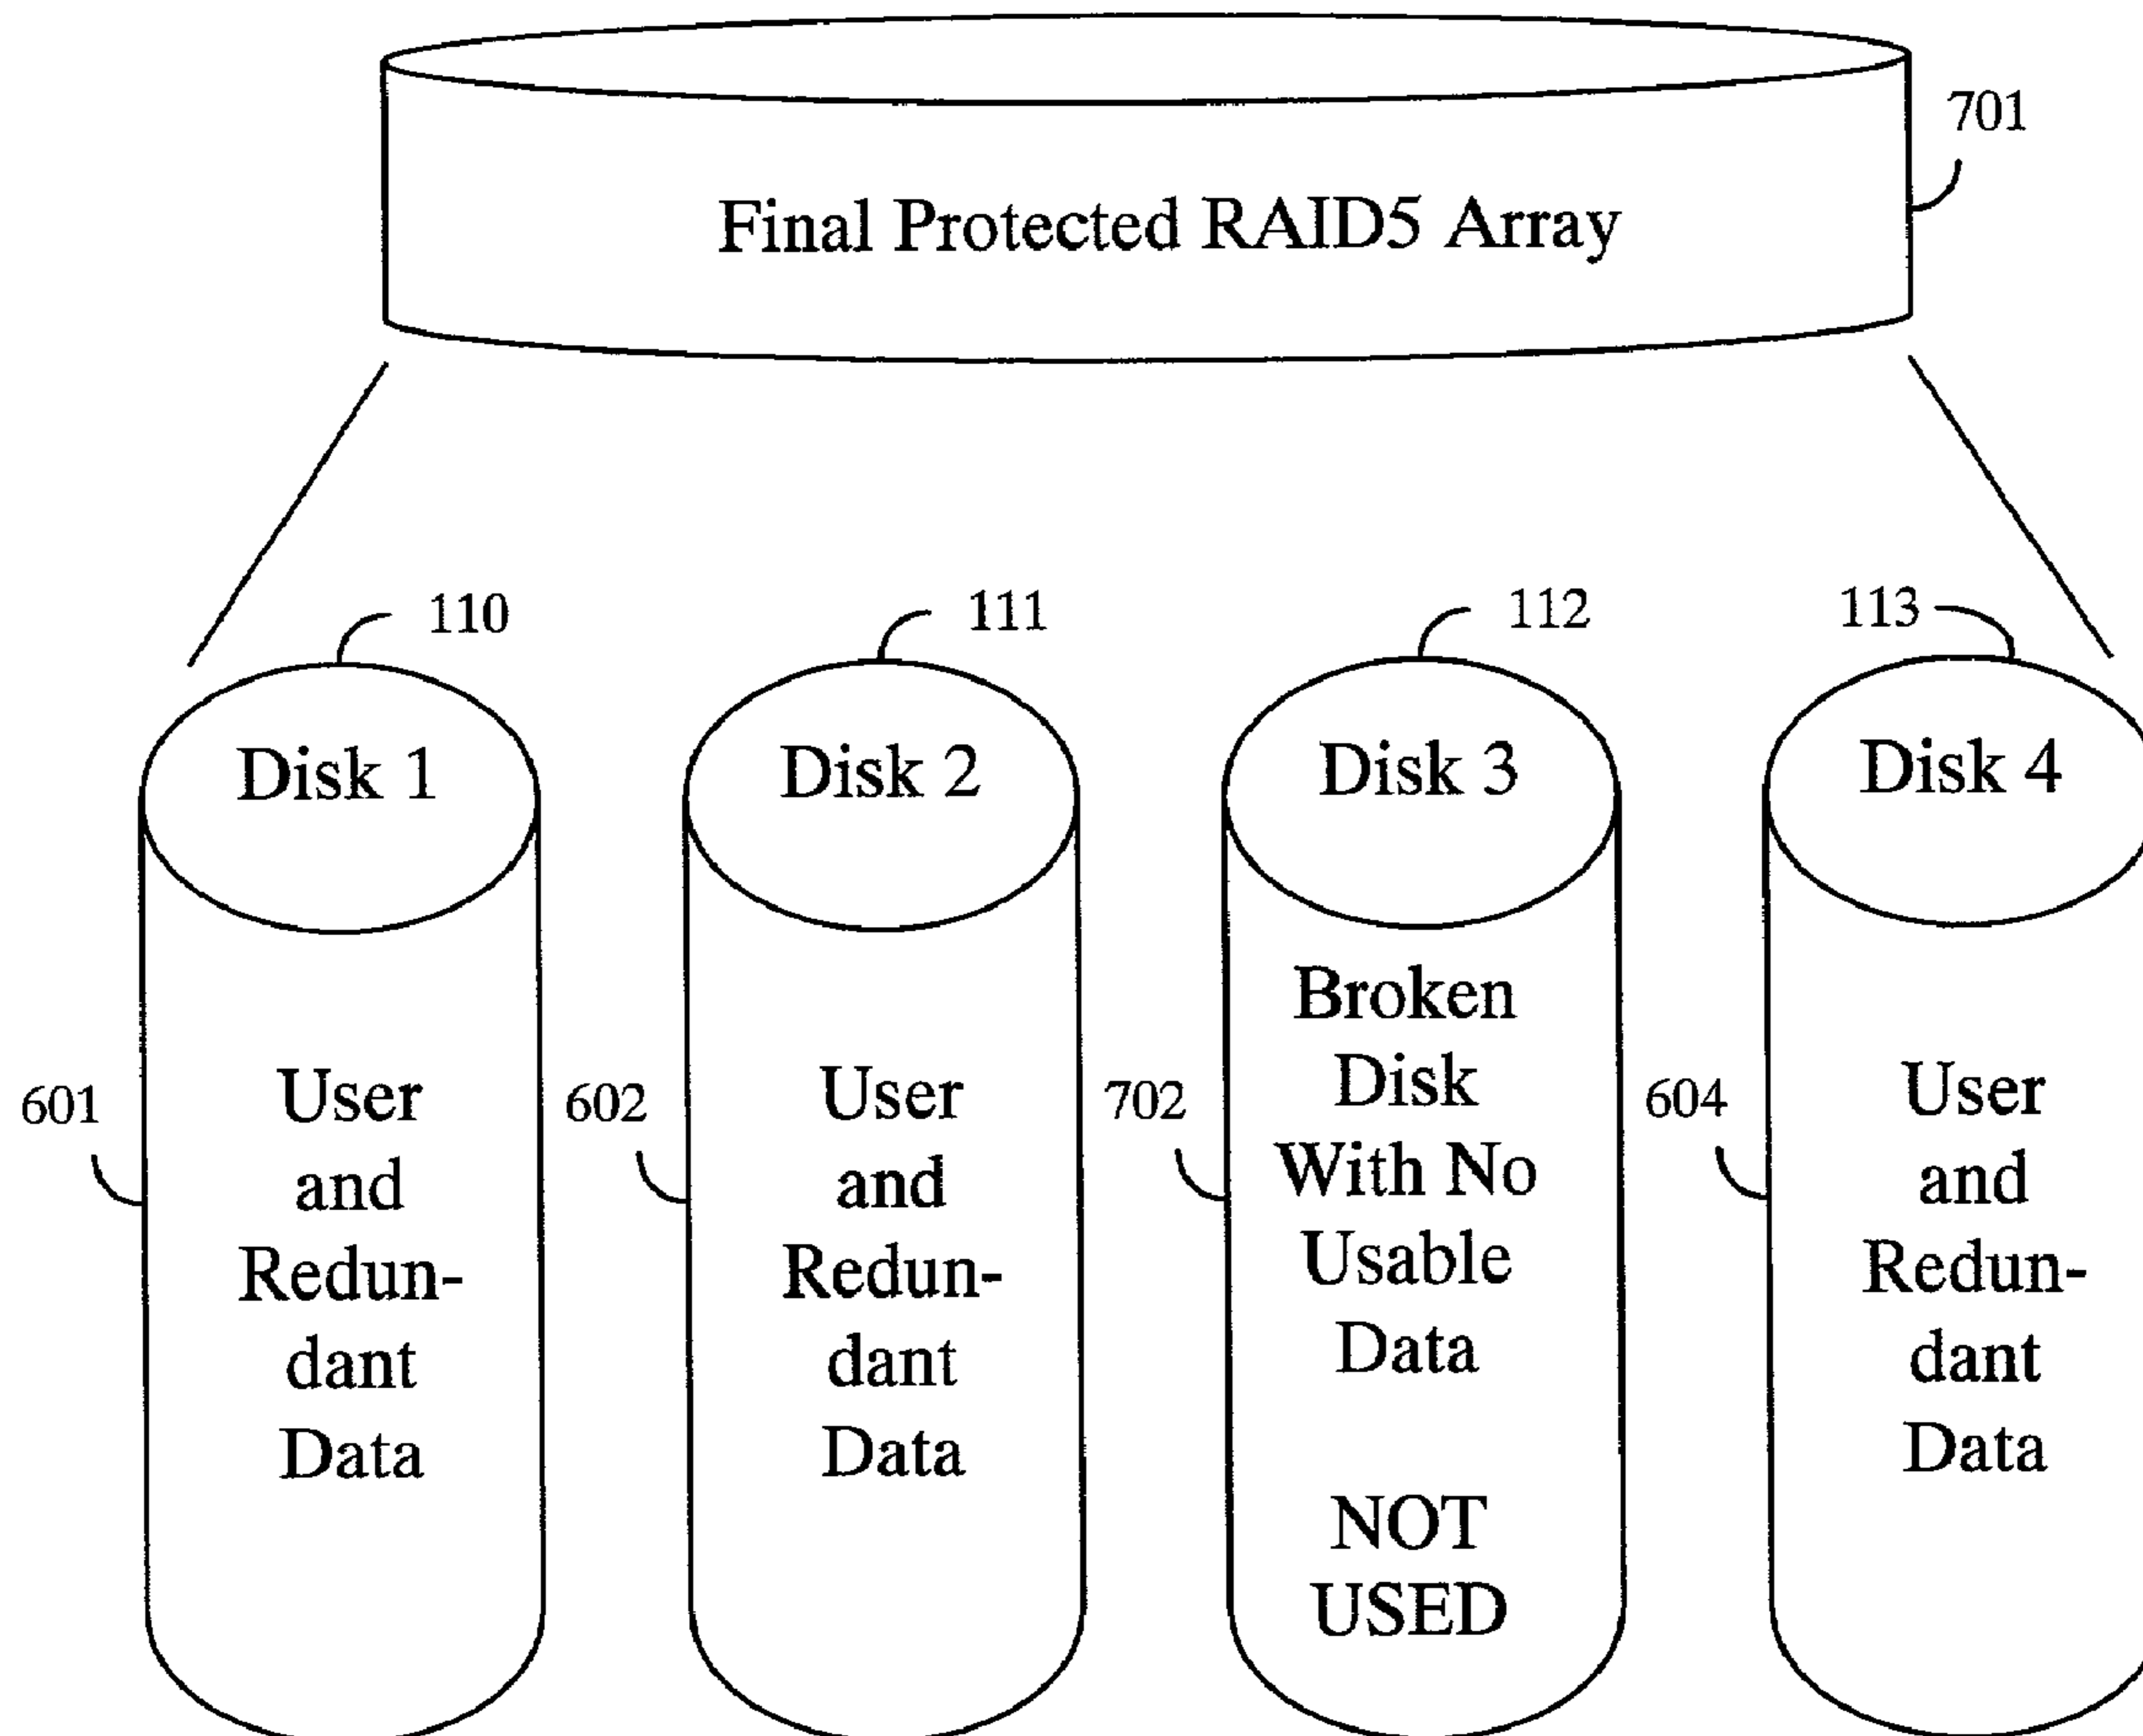 701
Final Protected RAID5 Array
110
111
112
113
Disk 1
Disk 2
Disk 3
Disk 4
601
User
and
Redun-
dant
Data
602
User
and
Redun-
dant
Data
702
Broken
Disk
With No
Usable
Data
NOT
USED
604
User
and
Redun-
dant
Data